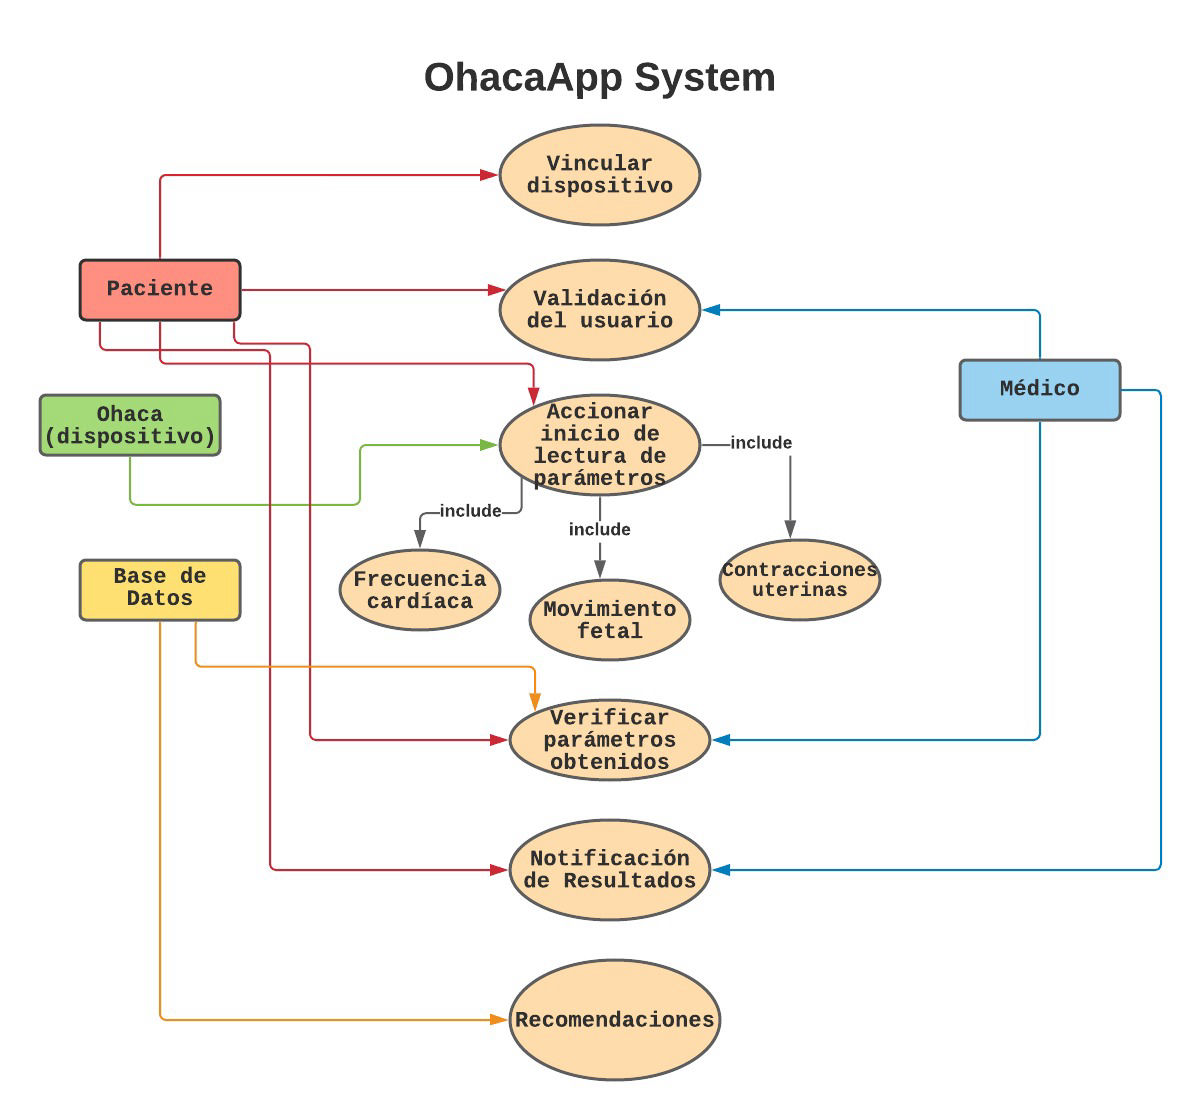 OhacaApp System
Vincular
dispositivo
Paciente
Validación
del usuario
Médico
Ohaca
(dispositivo)
Accionar
inicio de
lectura de
parámetros
include
include
include
Base de
Datos
Frecuencia
cardíaca
Movimiento
fetal
Contracciones
uterinas
Verificar
parámetros
obtenidos
Notificación
de Resultados
Recomendaciones